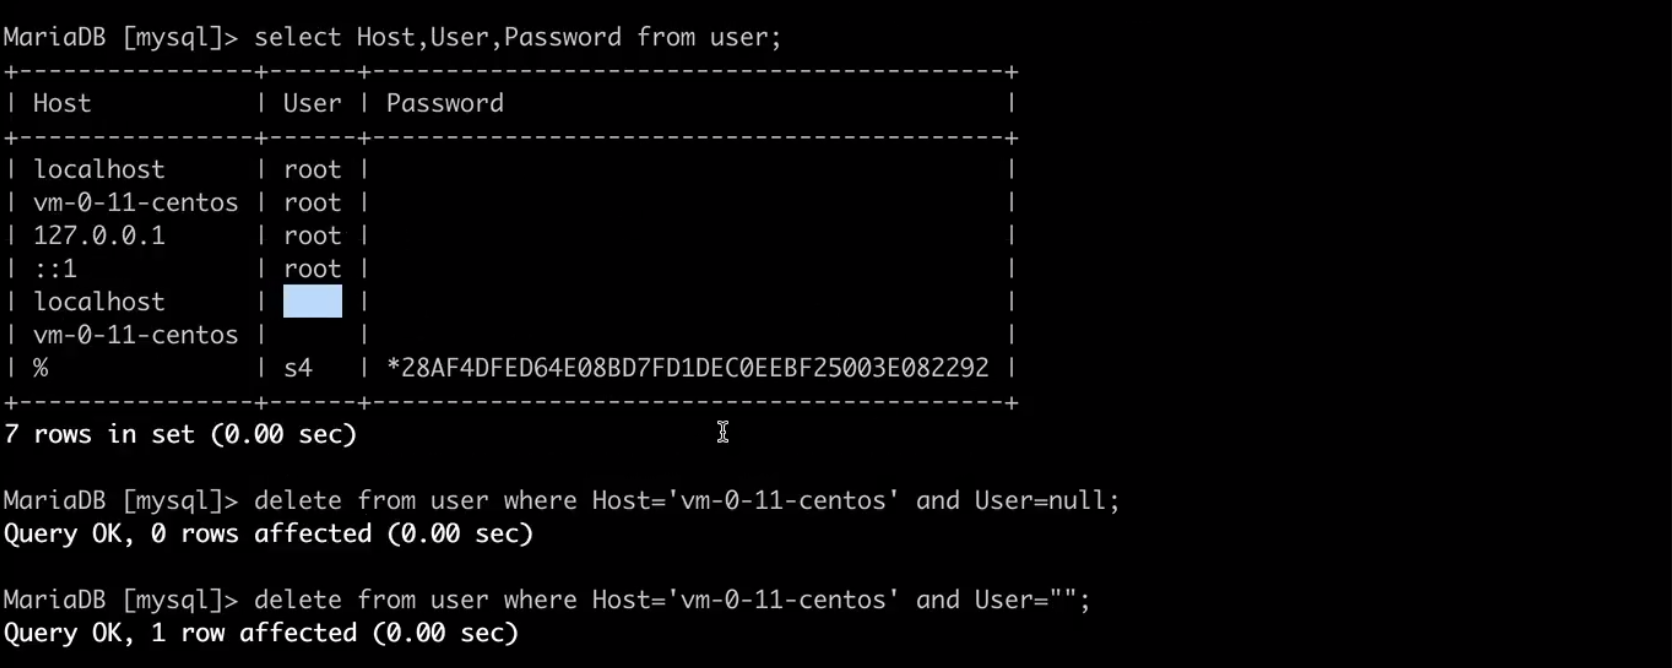 MariaDB [mysql]> select Host,User,Password from user;
+----------------+------+-------------------------------------------+
| Host           | User | Password                                  |
+----------------+------+-------------------------------------------+
| localhost      | root |                                           |
| vm-0-11-centos | root |                                           |
| 127.0.0.1      | root |                                           |
| ::1            | root |                                           |
| localhost      |      |                                           |
| vm-0-11-centos |      |                                           |
| %              | s4   | *28AF4DFED64E08BD7FD1DEC0EEBF25003E082292 |
+----------------+------+-------------------------------------------+
7 rows in set (0.00 sec)
MariaDB [mysql]> delete from user where Host='vm-0-11-centos' and User=null;
Query OK, 0 rows affected (0.00 sec)
MariaDB [mysql]> delete from user where Host='vm-0-11-centos' and User="";
Query OK, 1 row affected (0.00 sec)